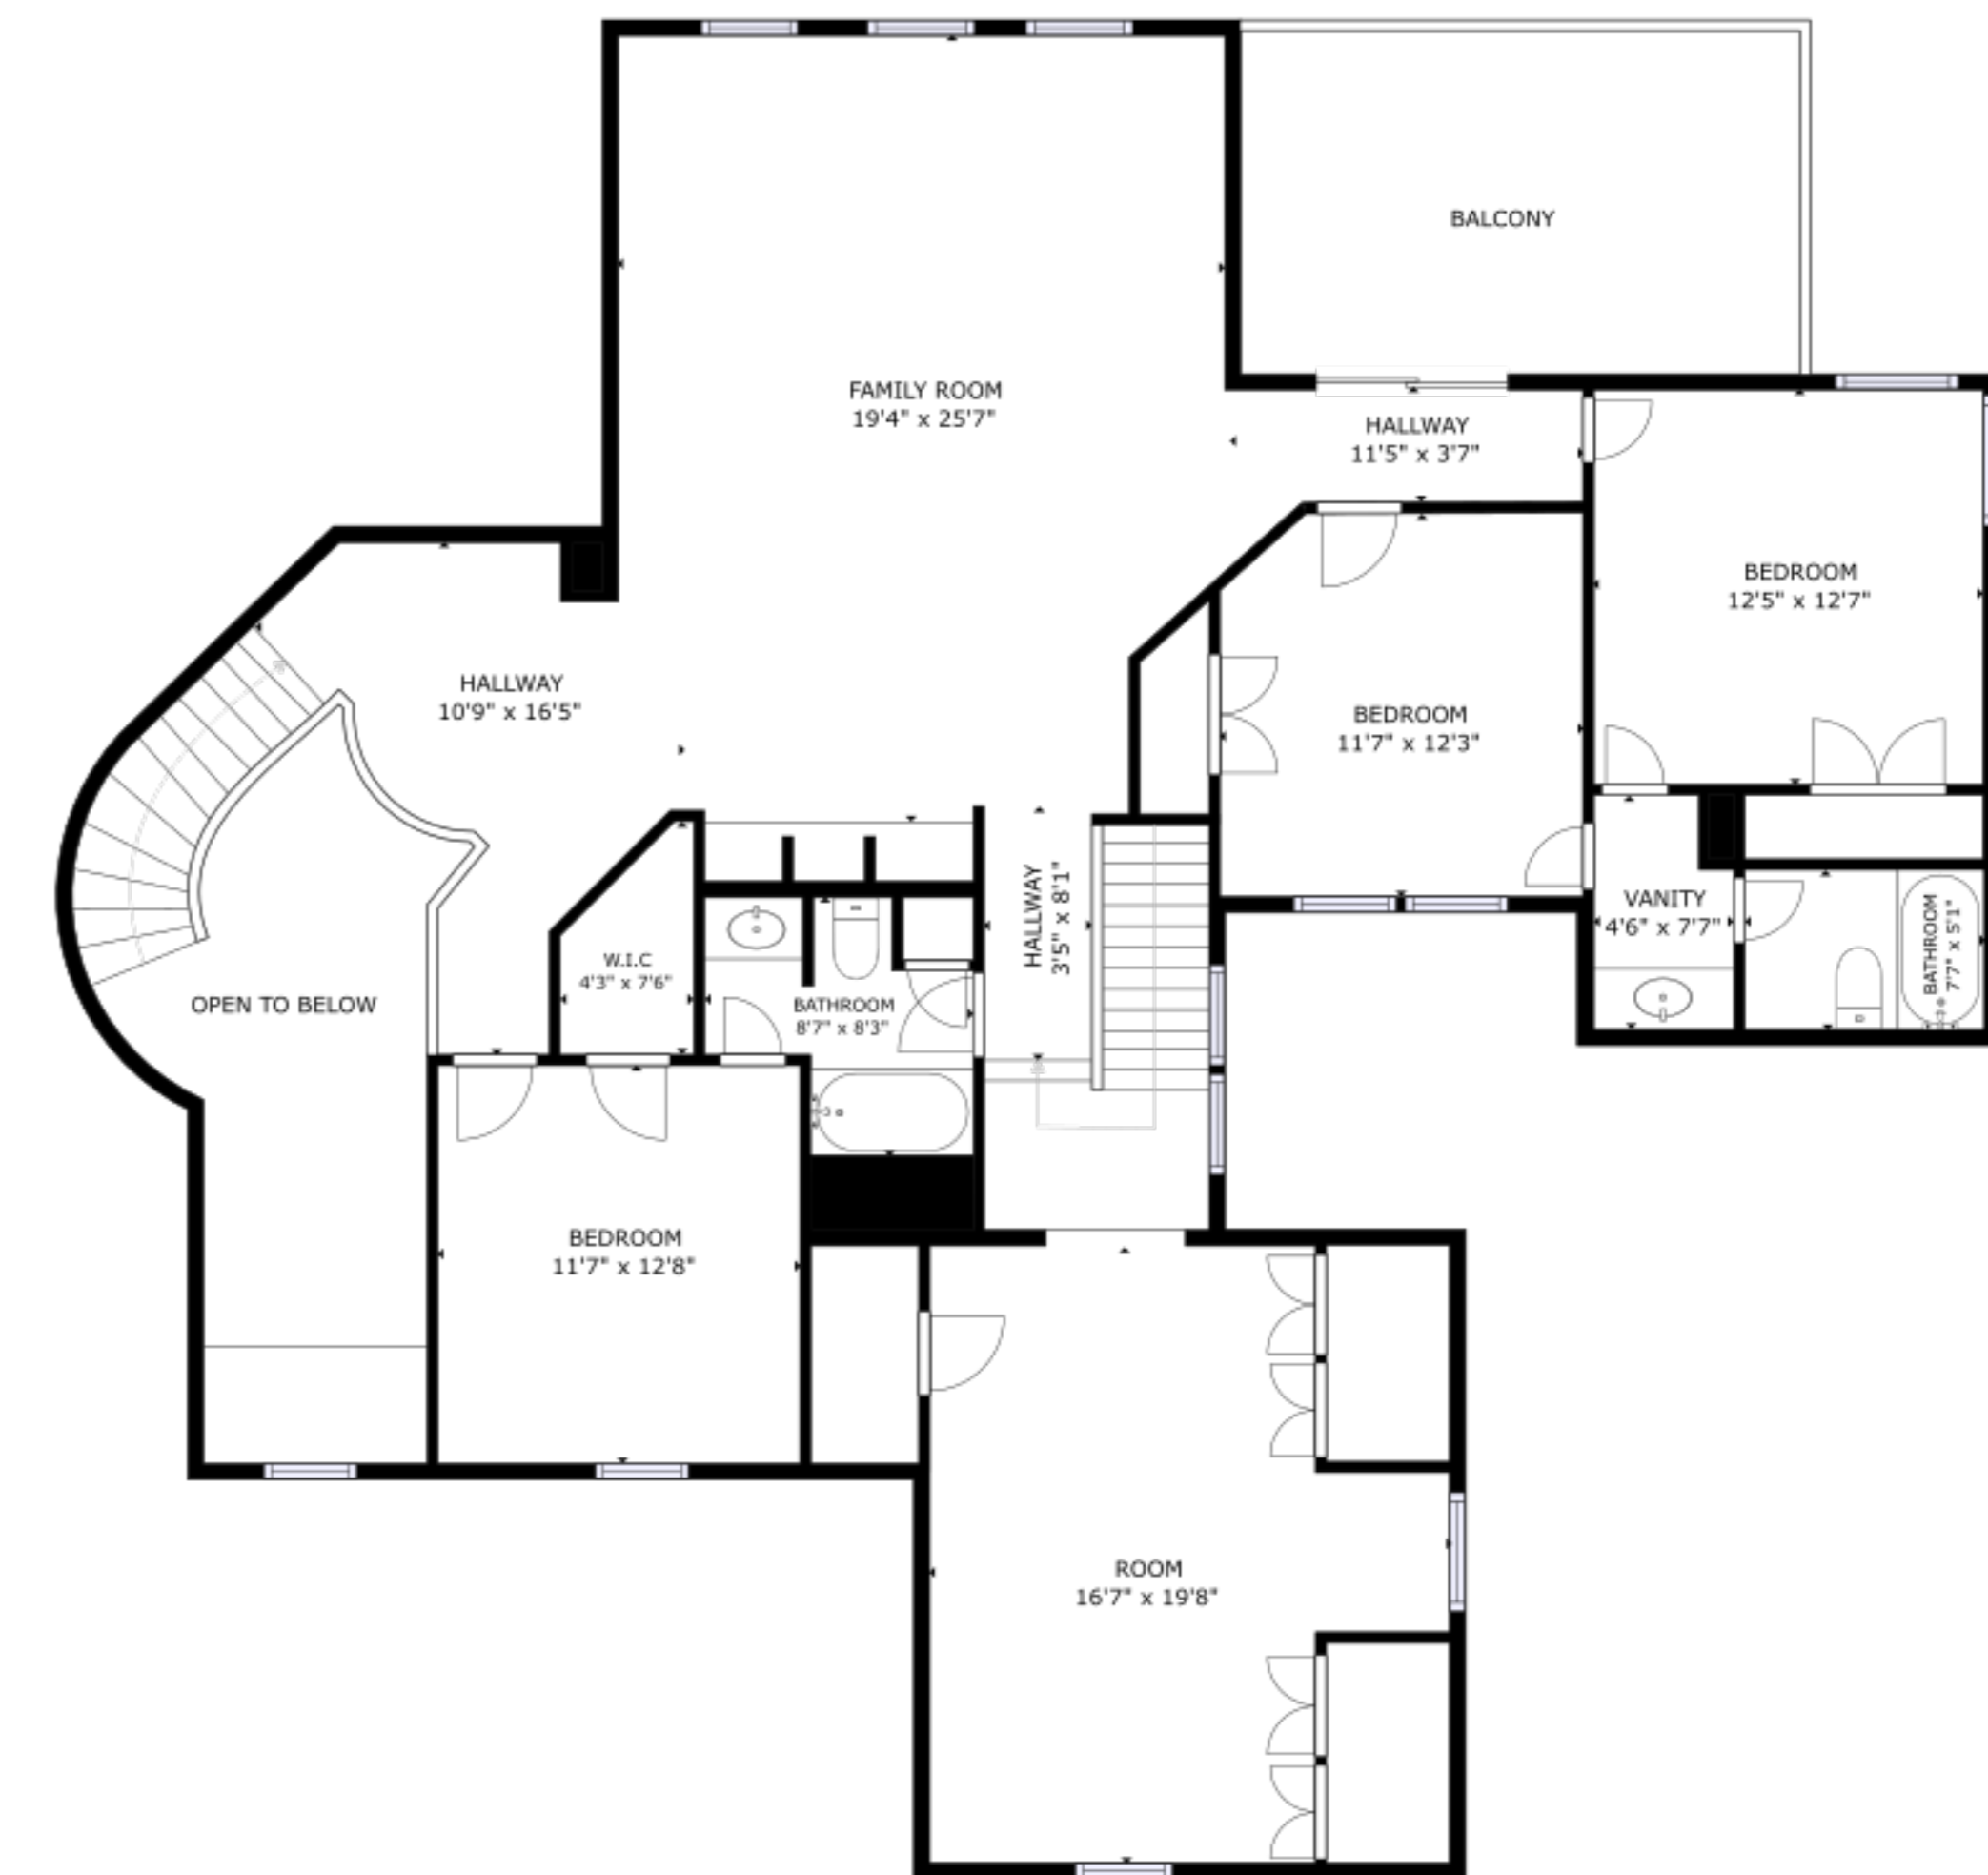 BALCONY
FAMILY ROOM
19'4" x 25'7"
HALLWAY
11'5" x 3'7"
BEDROOM
12'5" x 12'7"
HALLWAY
10'9" x 16'5"
BEDROOM
11'7" x 12'3"
HALLWAY
3'5" x 8'1"
VANITY
4'6" x 7'7"
BATHROOM
7'7" x 5'1"
W.I.C
4'3" x 7'6"
OPEN TO BELOW
BATHROOM
8'7" x 8'3"
BEDROOM
11'7" x 12'8"
ROOM
16'7" x 19'8"